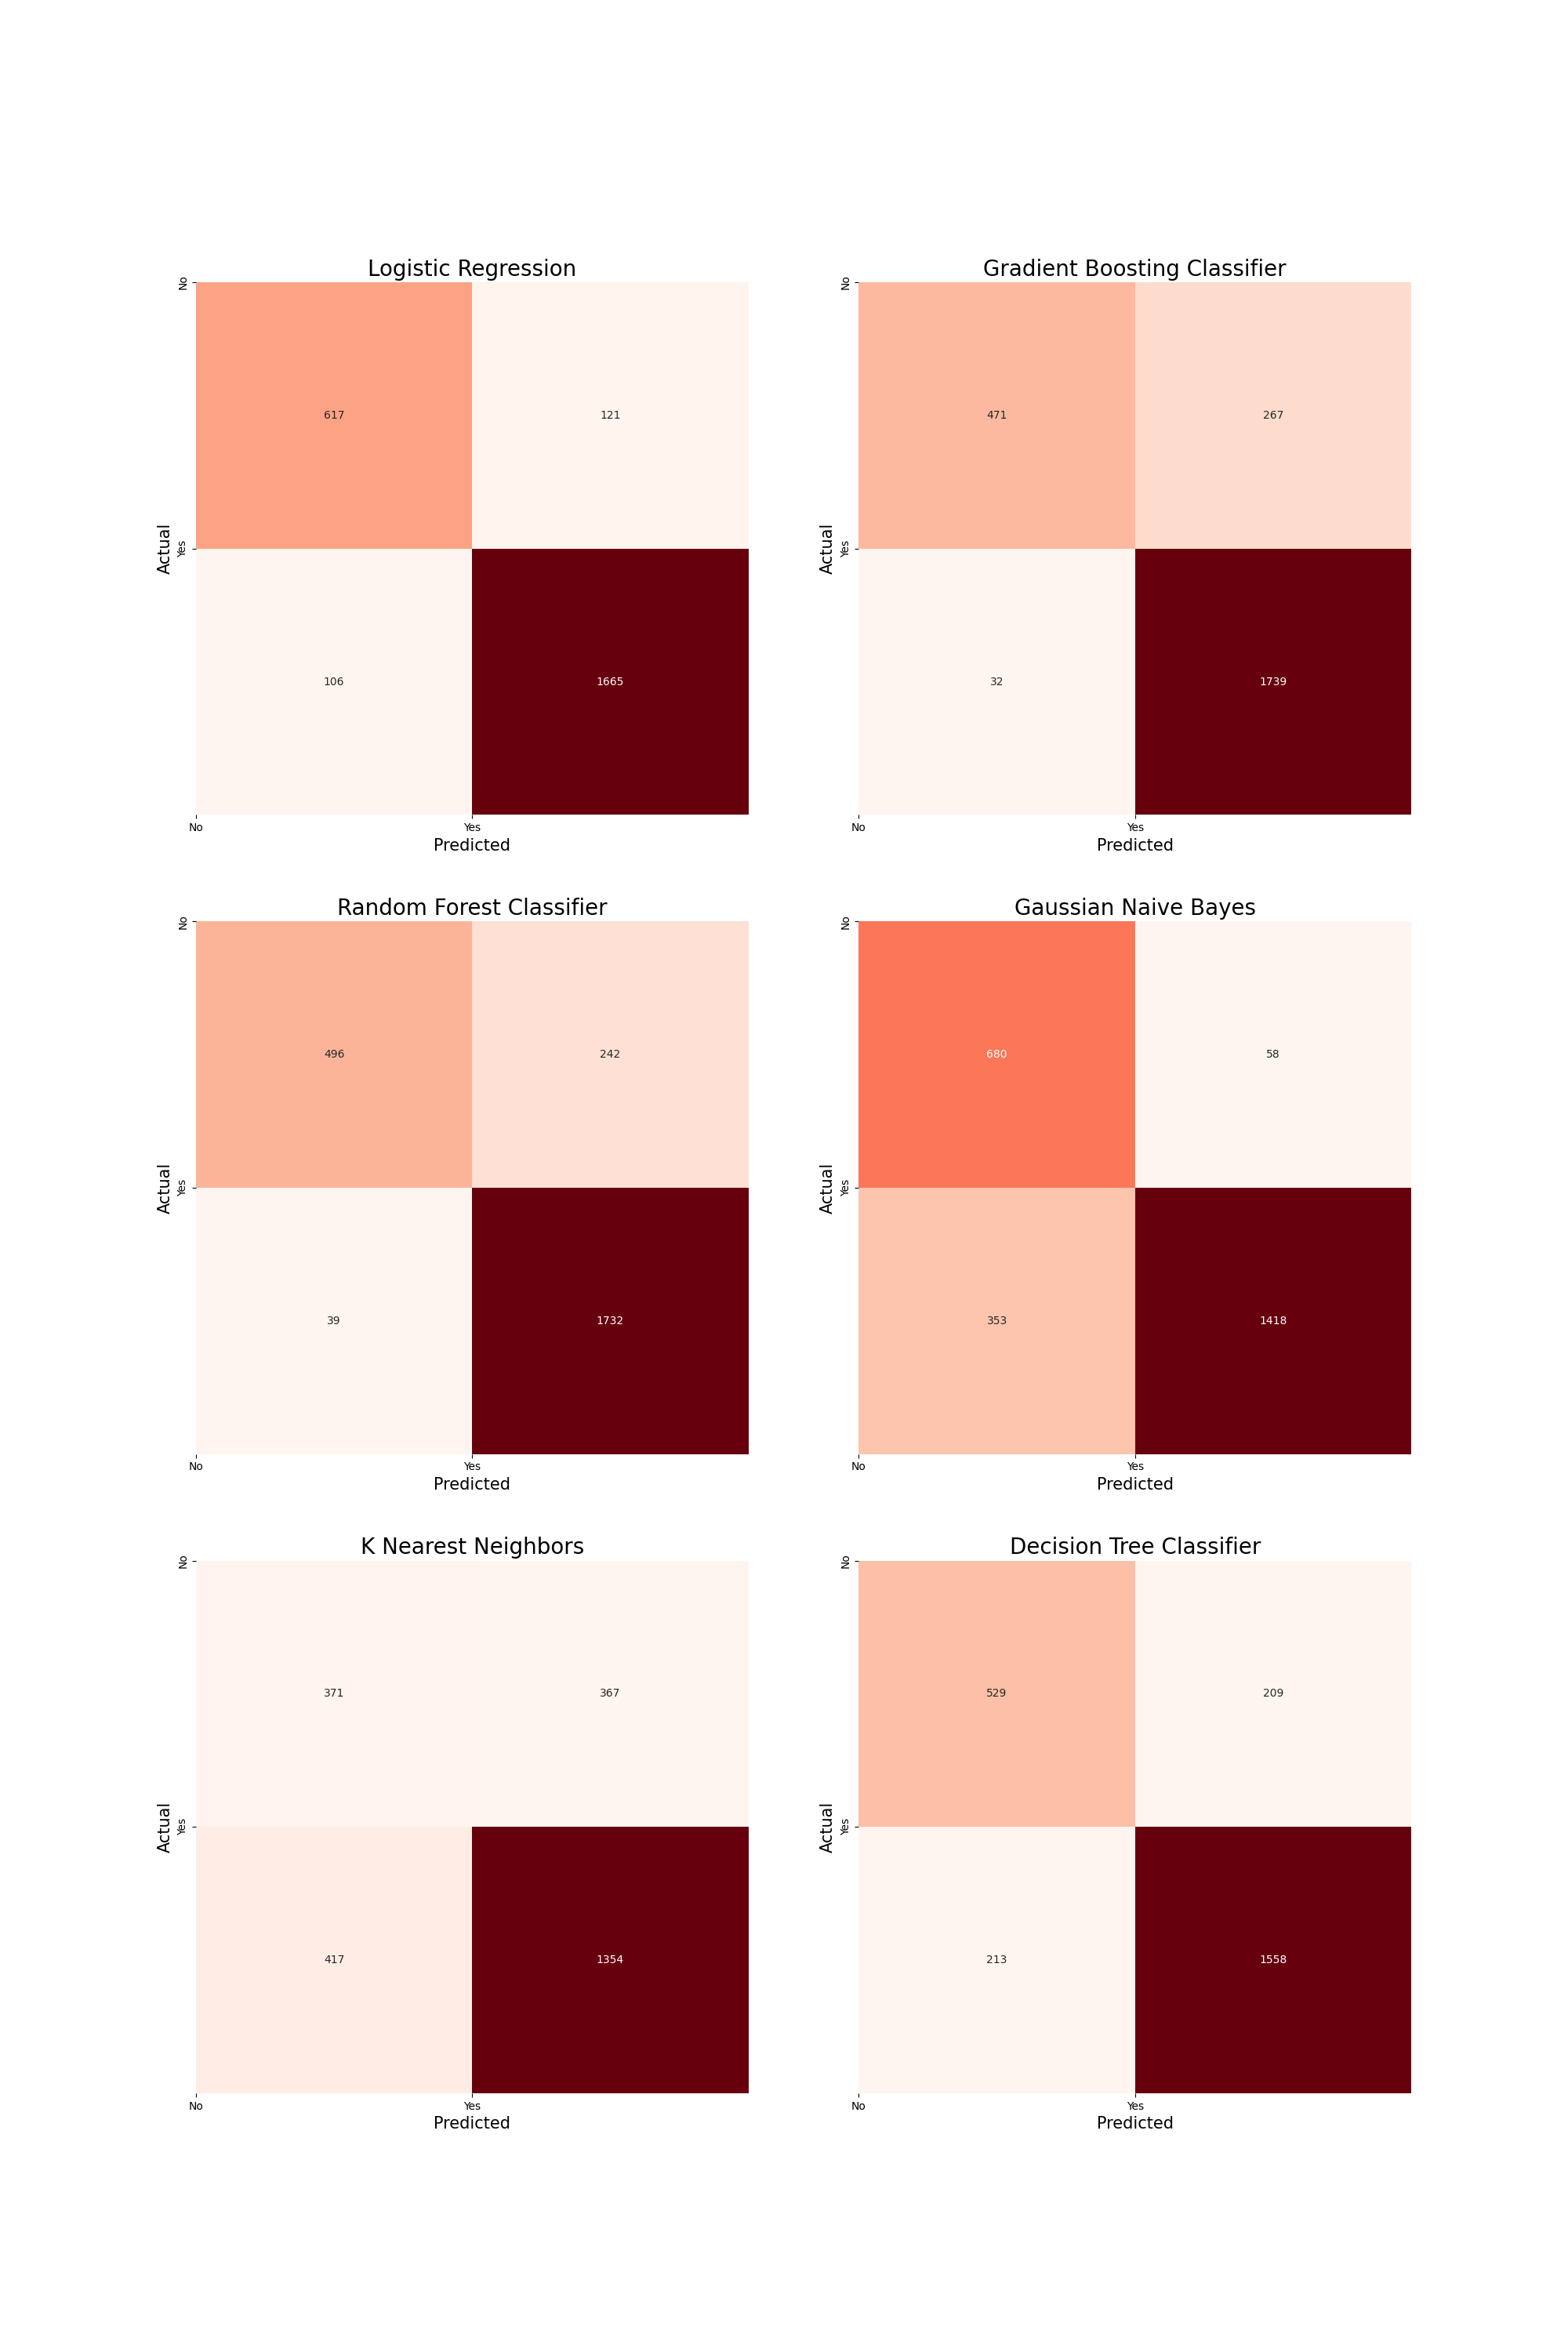 Logistic Regression
No
617
121
Actual
Yes
106
1665
No
Yes
Predicted
Gradient Boosting Classifier
No
471
267
Actual
Yes
32
1739
No
Yes
Predicted
Random Forest Classifier
No
496
242
Actual
Yes
39
1732
No
Yes
Predicted
Gaussian Naive Bayes
No
680
58
Actual
Yes
353
1418
No
Yes
Predicted
K Nearest Neighbors
No
371
367
Actual
Yes
417
1354
No
Yes
Predicted
Decision Tree Classifier
No
529
209
Actual
Yes
213
1558
No
Yes
Predicted